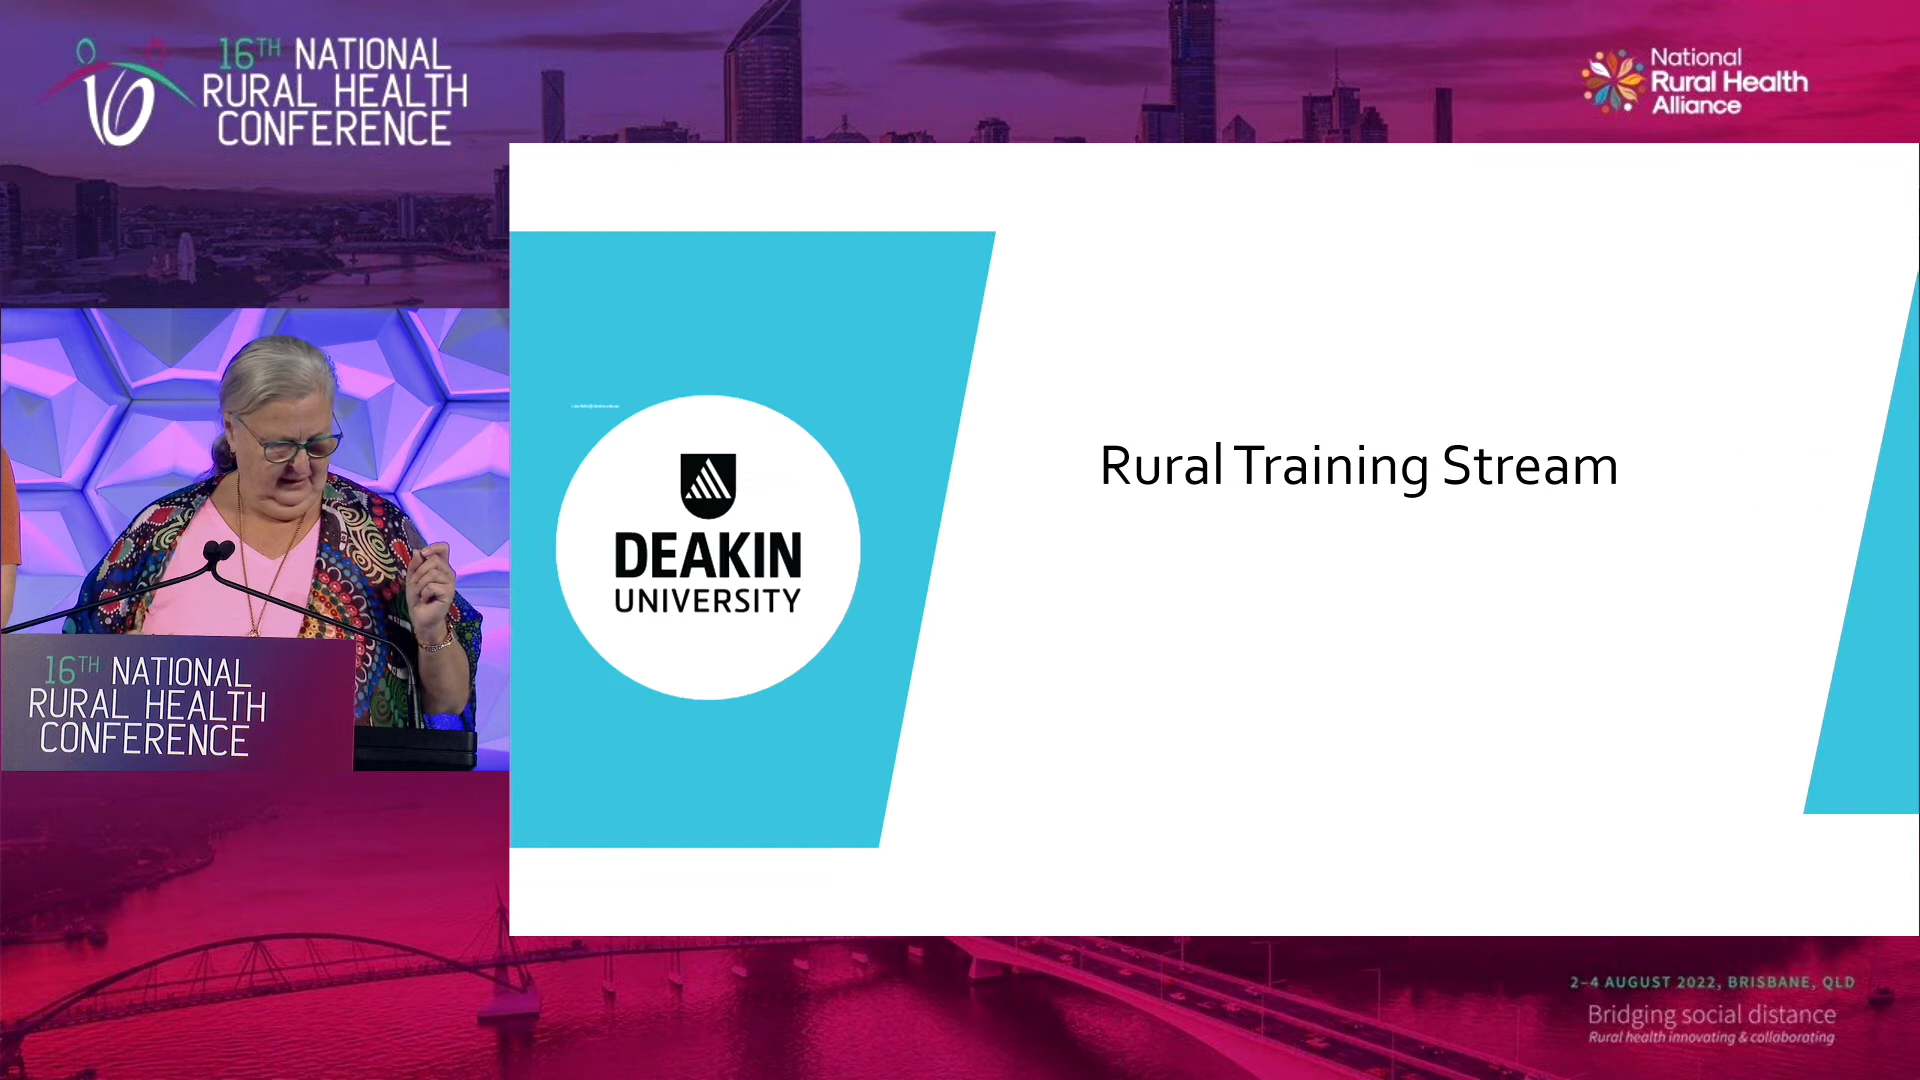 16TH NATIONAL
RURAL HEALTH
CONFERENCE
National
Rural Health
Alliance
Rural Training Stream
DEAKIN
UNIVERSITY
16TH NATIONAL
RURAL HEALTH
CONFERENCE
2–4 AUGUST 2022, BRISBANE, QLD
Bridging social distance
Rural health innovating & collaborating